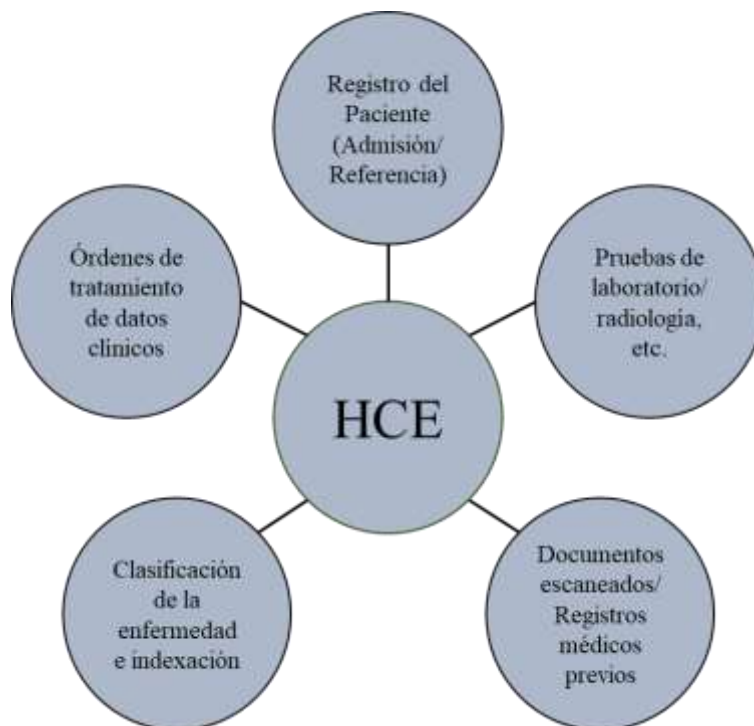 Registro del
Paciente
(Admisión/
Referencia)
Órdenes de
tratamiento
de datos
clínicos
Pruebas de
laboratorio/
radiología,
etc.
HCE
Clasificación
de la
enfermedad
e indexación
Documentos
escaneados/
Registros
médicos
previos